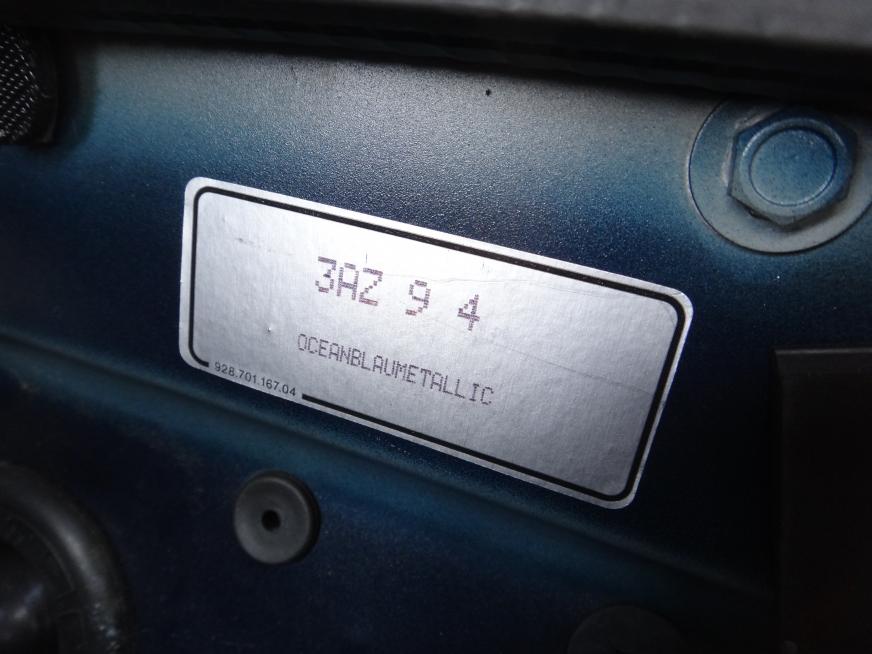 3AZ 9 4
OCEANBLAUMETALLIC
928.701.167.04